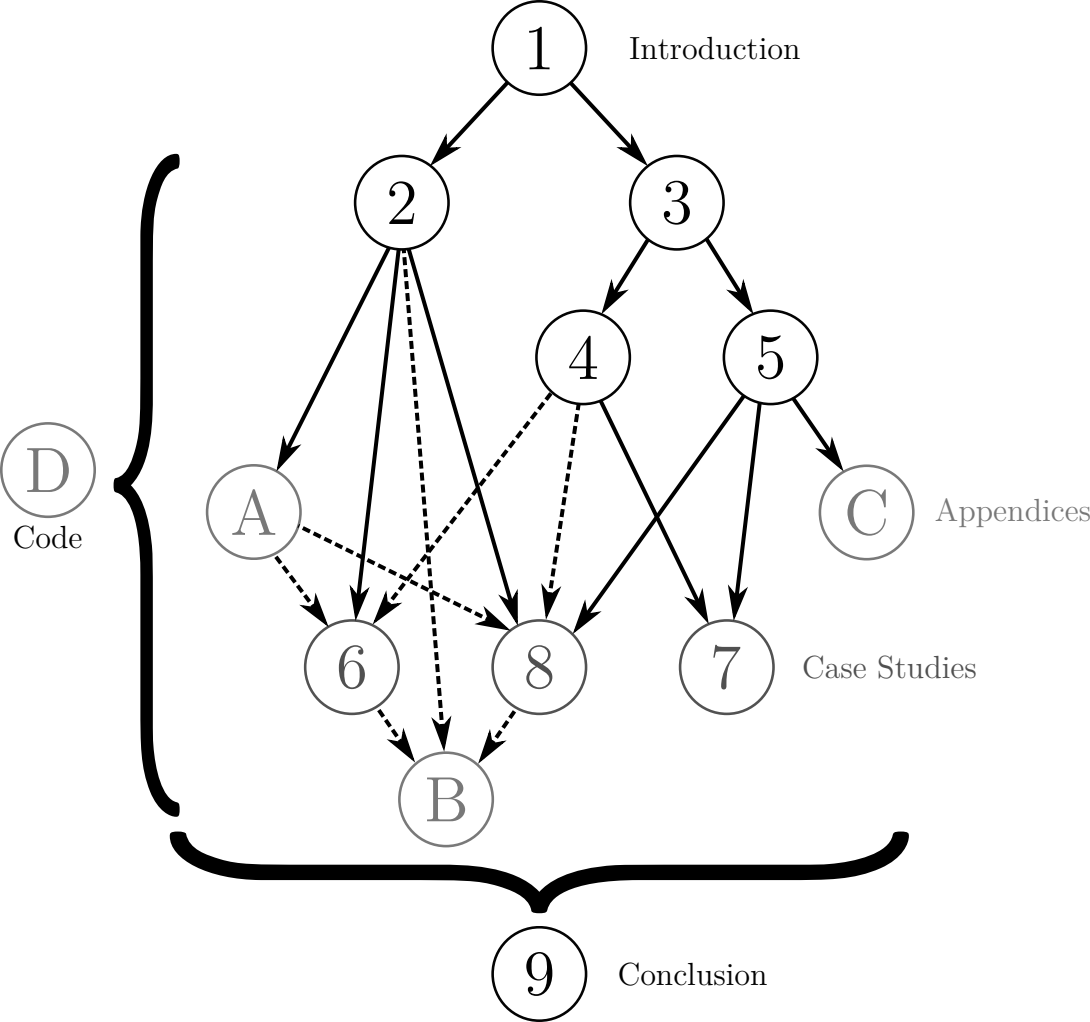 1 Introduction
2 3
4 5
D
Code
A C Appendices
6 8 7 Case Studies
B
9 Conclusion